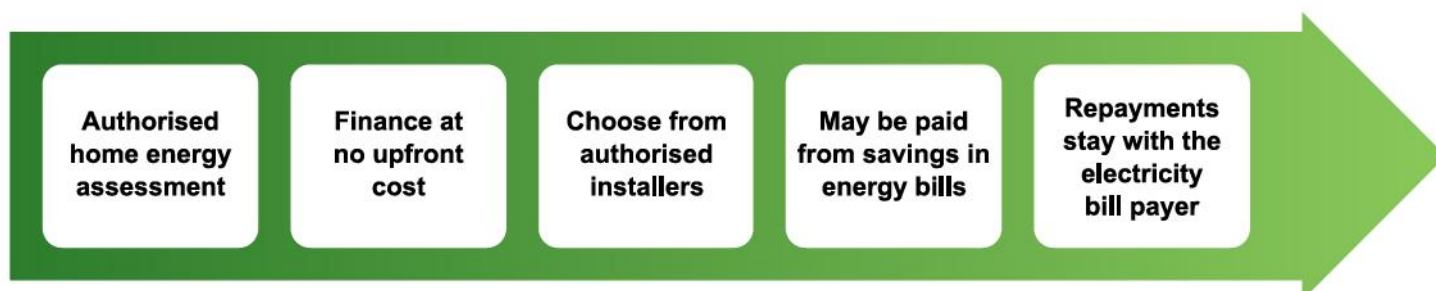 Authorised
home energy
assessment
Finance at
no upfront
cost
Choose from
authorised
installers
May be paid
from savings in
energy bills
Repayments
stay with the
electricity
bill payer